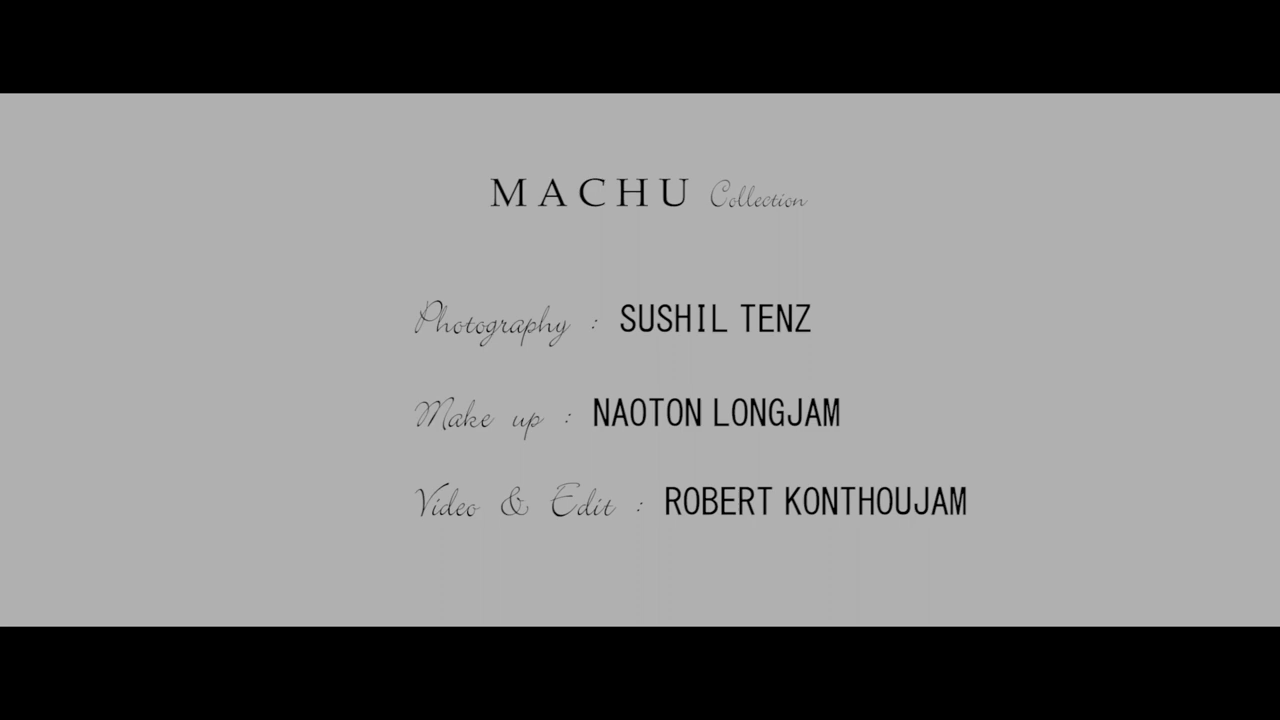 MACHU Collection
Photography : SUSHIL TENZ
Make up : NAOTON LONGJAM
Video & Edit : ROBERT KONTHOUJAM